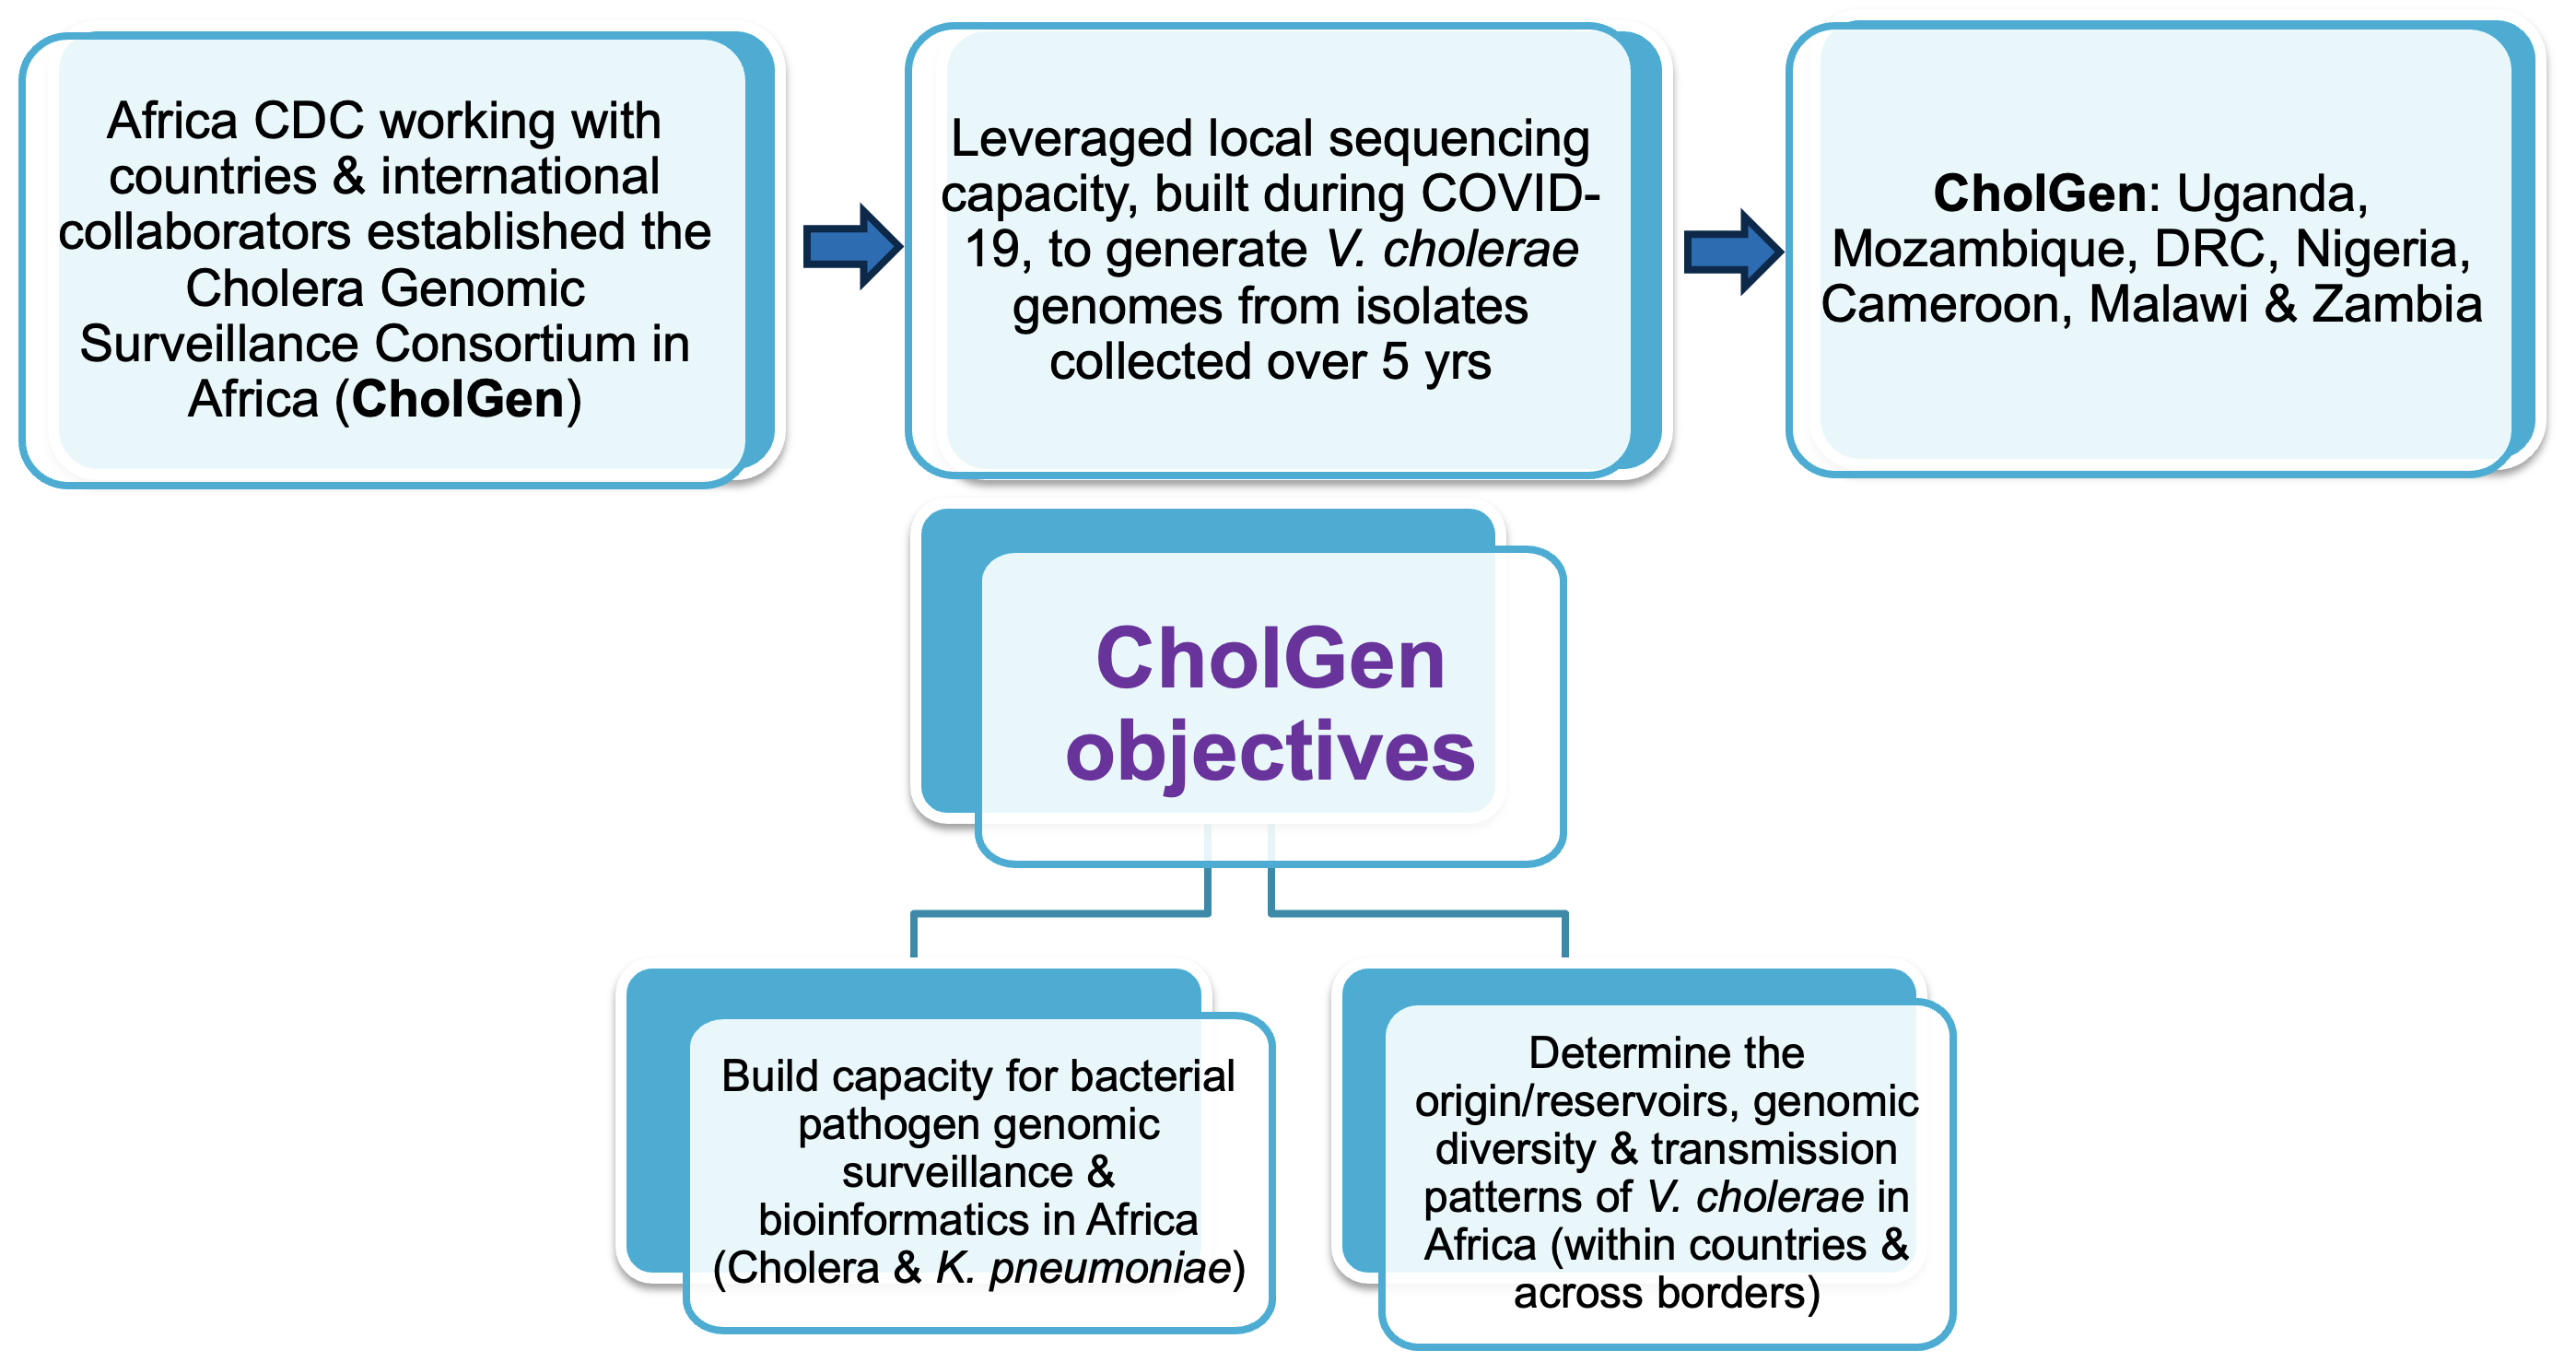 Africa CDC working with
countries & international
collaborators established the
Cholera Genomic
Surveillance Consortium in
Africa (CholGen)
Leveraged local sequencing
capacity, built during COVID-
19, to generate V. cholerae
genomes from isolates
collected over 5 yrs
CholGen: Uganda,
Mozambique, DRC, Nigeria,
Cameroon, Malawi & Zambia
CholGen
objectives
Build capacity for bacterial
pathogen genomic
surveillance &
bioinformatics in Africa
(Cholera & K. pneumoniae)
Determine the
origin/reservoirs, genomic
diversity & transmission
patterns of V. cholerae in
Africa (within countries &
across borders)